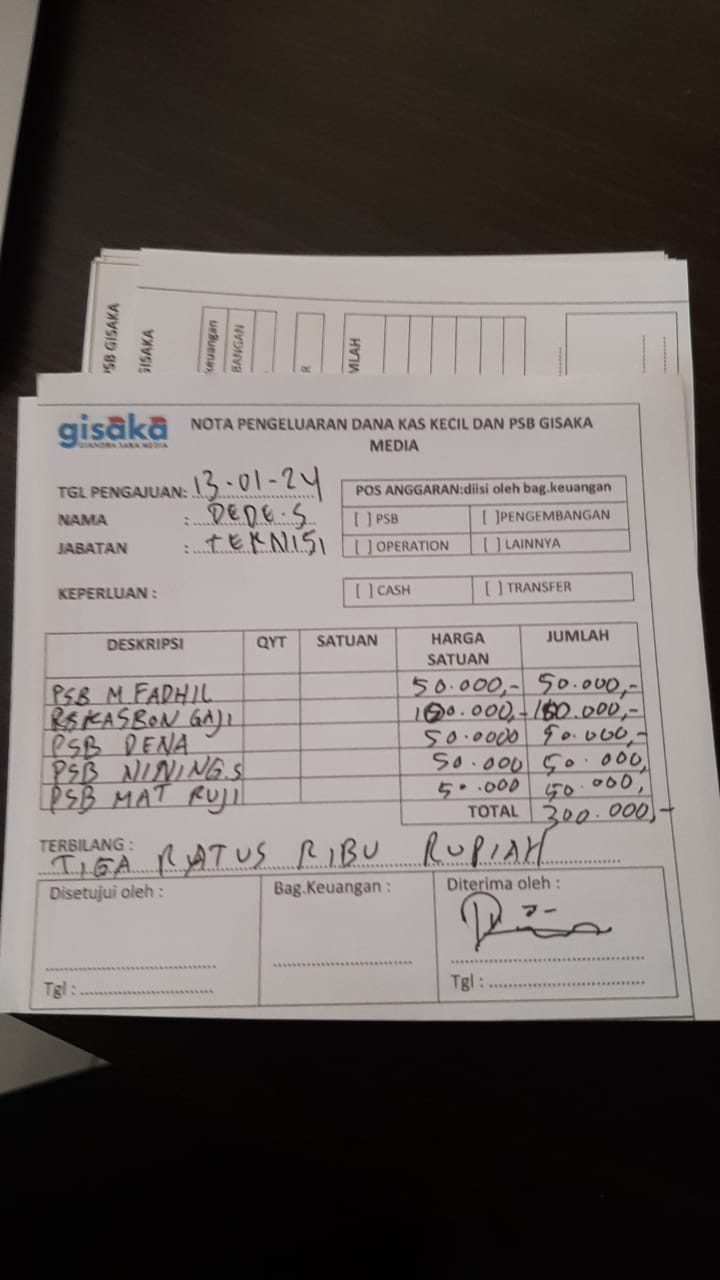 PSB GISAKA
GISAKA
keuangan
BANGAN
R
MLAH
gisaka
GIANDRA SAKA MEDIA
NOTA PENGELUARAN DANA KAS KECIL DAN PSB GISAKA
MEDIA
TGL PENGAJUAN: 13-01-24
NAMA : DEDE.S
JABATAN : TEKNISI
POS ANGGARAN:diisi oleh bag.keuangan
[ ] PSB [ ]PENGEMBANGAN
[ ] OPERATION [ ] LAINNYA
KEPERLUAN :
[ ] CASH [ ] TRANSFER
DESKRIPSI QYT SATUAN HARGA SATUAN JUMLAH
PSB M FADHIL 50.000,- 50.000,-
KASBON GAJI 100.000,- 100.000,-
PSB DENA 50.0000 50.000,-
PSB NINING.S 50.000 50.000,
PSB MAT RUJI 50.000 50.000,
TOTAL 300.000,-
TERBILANG :
TIGA RATUS RIBU RUPIAH
Disetujui oleh : Bag.Keuangan : Diterima oleh :
Tgl : Tgl :